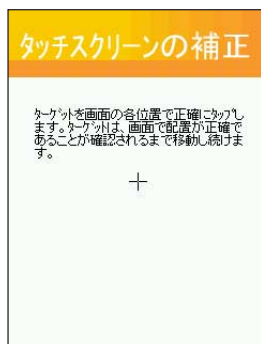 タッチスクリーンの補正
ターゲットを画面の各位置で正確にタップし
ます。ターゲットは、画面で配置が正確で
あることが確認されるまで移動し続けま
す。